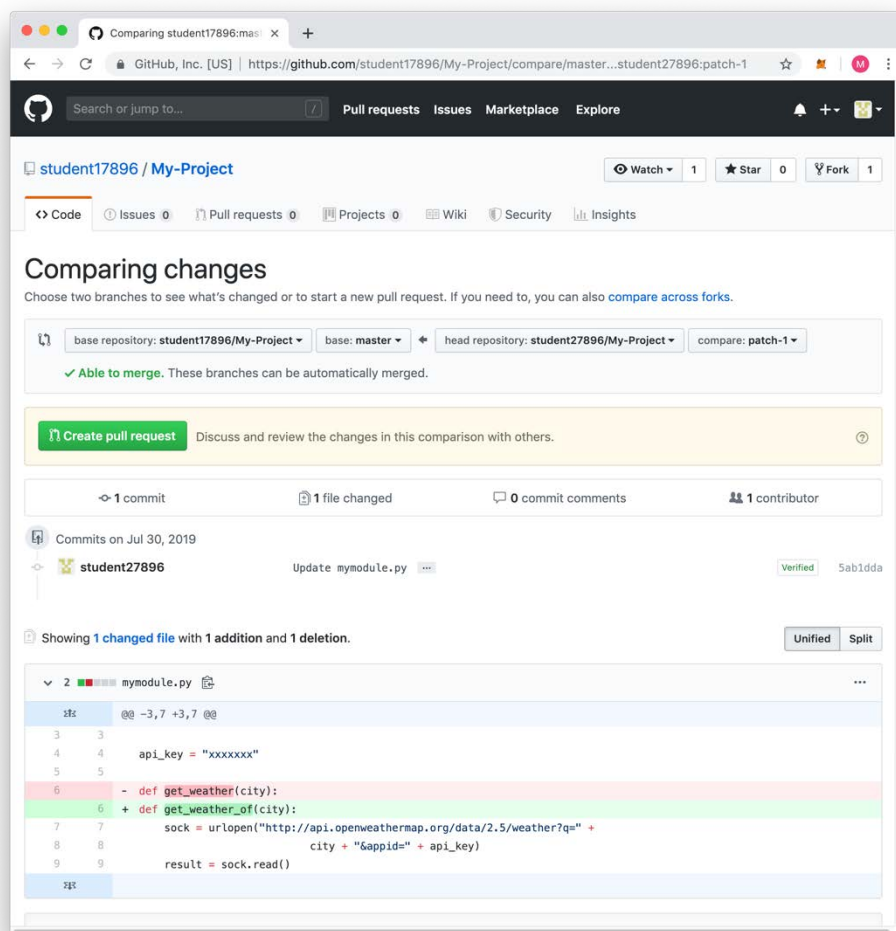 Comparing student17896:mas
GitHub, Inc. [US] | https://github.com/student17896/My-Project/compare/master...student27896:patch-1 M
Search or jump to... / Pull requests Issues Marketplace Explore
student17896 / My-Project Watch 1 Star 0 Fork 1
Code Issues 0 Pull requests 0 Projects 0 Wiki Security Insights
Comparing changes
Choose two branches to see what's changed or to start a new pull request. If you need to, you can also compare across forks.
base repository: student17896/My-Project base: master head repository: student27896/My-Project compare: patch-1
Able to merge. These branches can be automatically merged.
Create pull request Discuss and review the changes in this comparison with others.
1 commit 1 file changed 0 commit comments 1 contributor
Commits on Jul 30, 2019
student27896 Update mymodule.py … Verified 5ab1dda
Showing 1 changed file with 1 addition and 1 deletion. Unified Split
2 mymodule.py
@@ -3,7 +3,7 @@
3 3
4 4 api_key = "xxxxxxx"
5 5
6 - def get_weather(city):
6 + def get_weather_of(city):
7 7 sock = urlopen("http://api.openweathermap.org/data/2.5/weather?q=" +
8 8 city + "&appid=" + api_key)
9 9 result = sock.read()